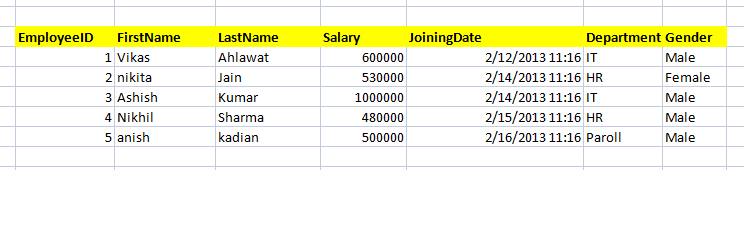 EmployeeID FirstName LastName Salary JoiningDate Department Gender
1 Vikas Ahlawat 600000 2/12/2013 11:16 IT Male
2 nikita Jain 530000 2/14/2013 11:16 HR Female
3 Ashish Kumar 1000000 2/14/2013 11:16 IT Male
4 Nikhil Sharma 480000 2/15/2013 11:16 HR Male
5 anish kadian 500000 2/16/2013 11:16 Paroll Male